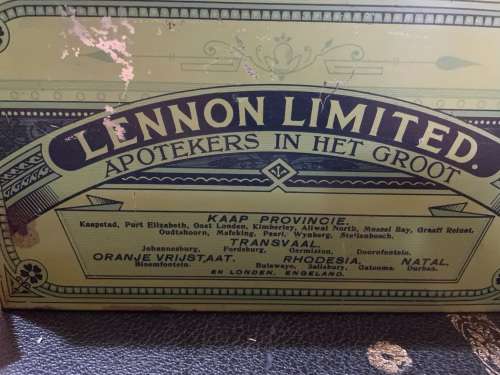 LENNON LIMITED.
APOTEKERS IN HET GROOT
KAAP PROVINCIE.
Kaapstad, Port Elizabeth, Oost Londen, Kimberley, Aliwal North, Mossel Bay, Graaff Reinet,
Oudtshoorn, Mafeking, Paarl, Wynberg, Stellenbosch.
TRANSVAAL.
Johannesburg, Fordsburg, Germiston, Doornfontein.
ORANJE VRIJSTAAT. RHODESIA. NATAL.
Bloemfontein. Bulawayo, Salisbury, Gatooma Durban.
EN LONDEN, ENGELAND.